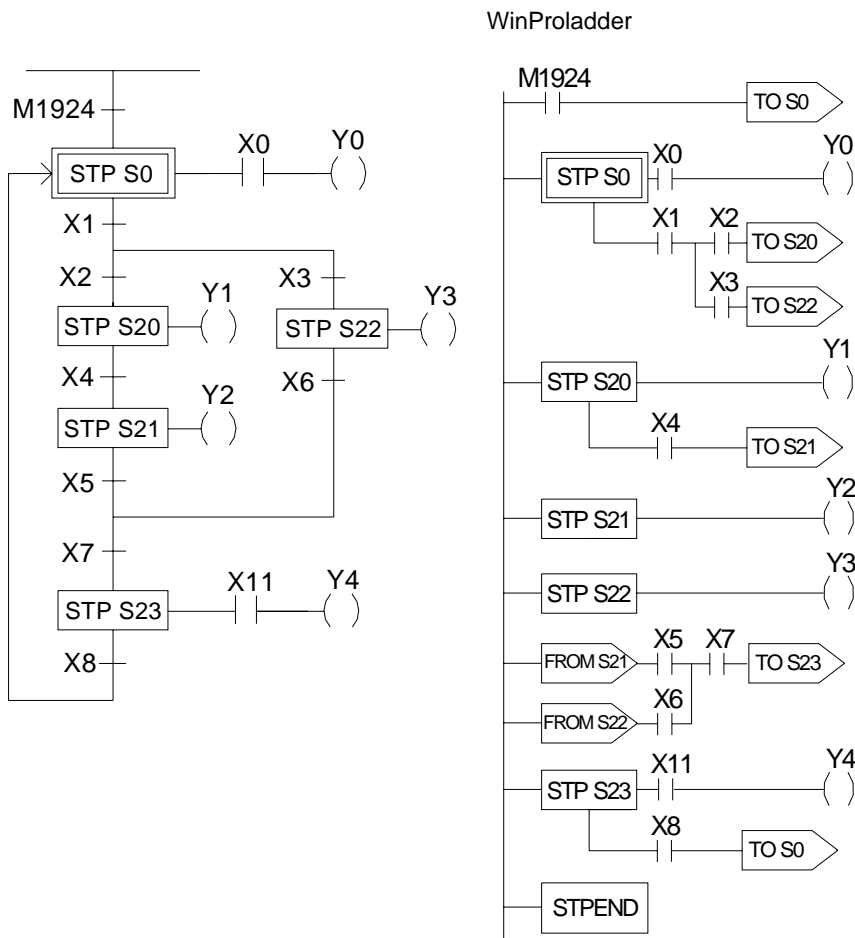 WinProladder
M1924
X0
Y0
STP S0
X1
X2
X3
Y1
Y3
STP S20
STP S22
X4
X6
Y2
STP S21
X5
X7
X11
Y4
STP S23
X8
M1924
TO S0
X0
Y0
STP S0
X1
X2
TO S20
X3
TO S22
Y1
STP S20
X4
TO S21
Y2
STP S21
Y3
STP S22
X5
X7
FROM S21
TO S23
X6
FROM S22
X11
Y4
STP S23
X8
TO S0
STPEND